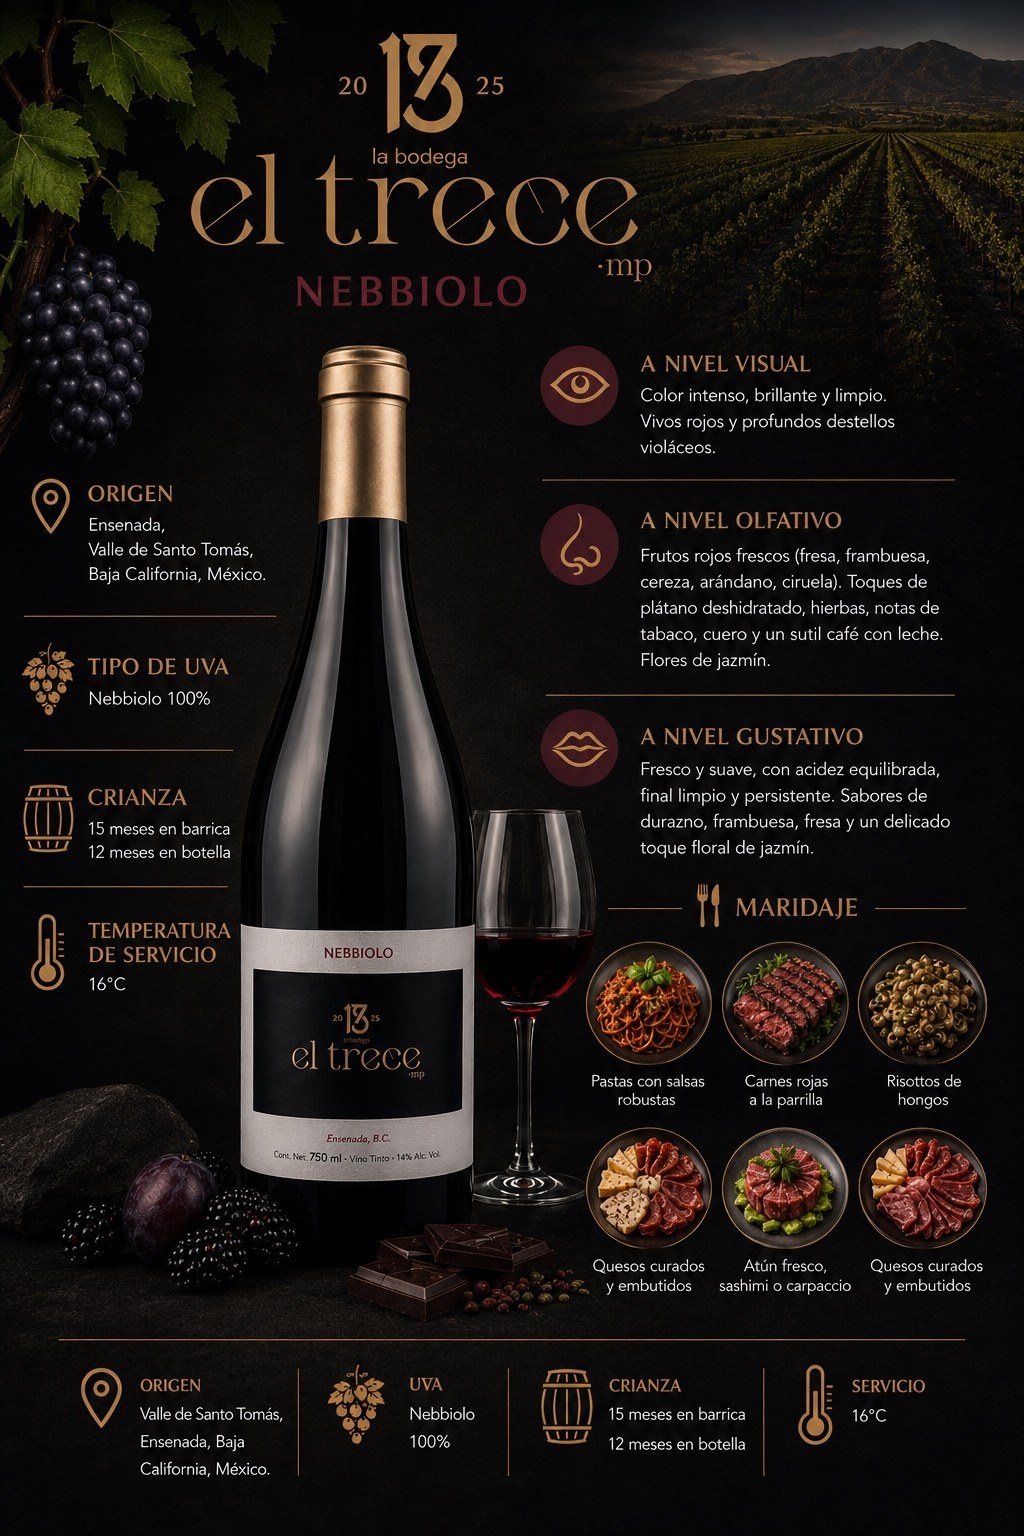 20 13 25
la bodega
el trece
·mp
NEBBIOLO
ORIGEN
Ensenada,
Valle de Santo Tomás,
Baja California, México.
TIPO DE UVA
Nebbiolo 100%
CRIANZA
15 meses en barrica
12 meses en botella
TEMPERATURA
DE SERVICIO
16°C
NEBBIOLO
20 13 25
la bodega
el trece
·mp
Ensenada, B.C.
Cont. Net. 750 ml - Vino Tinto - 14% Alc. Vol.
A NIVEL VISUAL
Color intenso, brillante y limpio.
Vivos rojos y profundos destellos
violáceos.
A NIVEL OLFATIVO
Frutos rojos frescos (fresa, frambuesa,
cereza, arándano, ciruela). Toques de
plátano deshidratado, hierbas, notas de
tabaco, cuero y un sutil café con leche.
Flores de jazmín.
A NIVEL GUSTATIVO
Fresco y suave, con acidez equilibrada,
final limpio y persistente. Sabores de
durazno, frambuesa, fresa y un delicado
toque floral de jazmín.
MARIDAJE
Pastas con salsas
robustas
Carnes rojas
a la parrilla
Risottos de
hongos
Quesos curados
y embutidos
Atún fresco,
sashimi o carpaccio
Quesos curados
y embutidos
ORIGEN
Valle de Santo Tomás,
Ensenada, Baja
California, México.
UVA
Nebbiolo
100%
CRIANZA
15 meses en barrica
12 meses en botella
SERVICIO
16°C